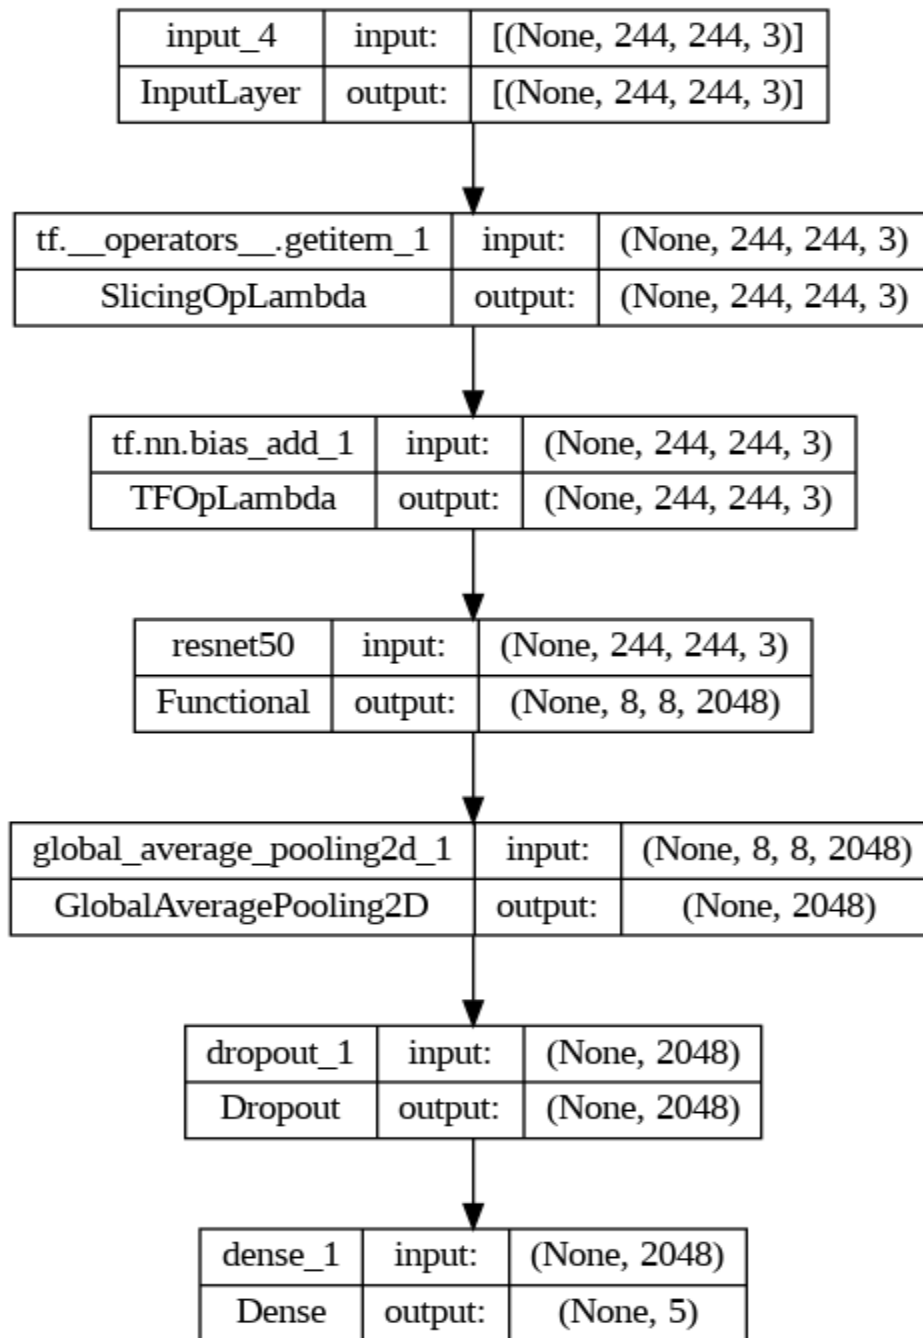 input_4 input: [(None, 244, 244, 3)]
InputLayer output: [(None, 244, 244, 3)]
tf.__operators__.getitem_1 input: (None, 244, 244, 3)
SlicingOpLambda output: (None, 244, 244, 3)
tf.nn.bias_add_1 input: (None, 244, 244, 3)
TFOpLambda output: (None, 244, 244, 3)
resnet50 input: (None, 244, 244, 3)
Functional output: (None, 8, 8, 2048)
global_average_pooling2d_1 input: (None, 8, 8, 2048)
GlobalAveragePooling2D output: (None, 2048)
dropout_1 input: (None, 2048)
Dropout output: (None, 2048)
dense_1 input: (None, 2048)
Dense output: (None, 5)